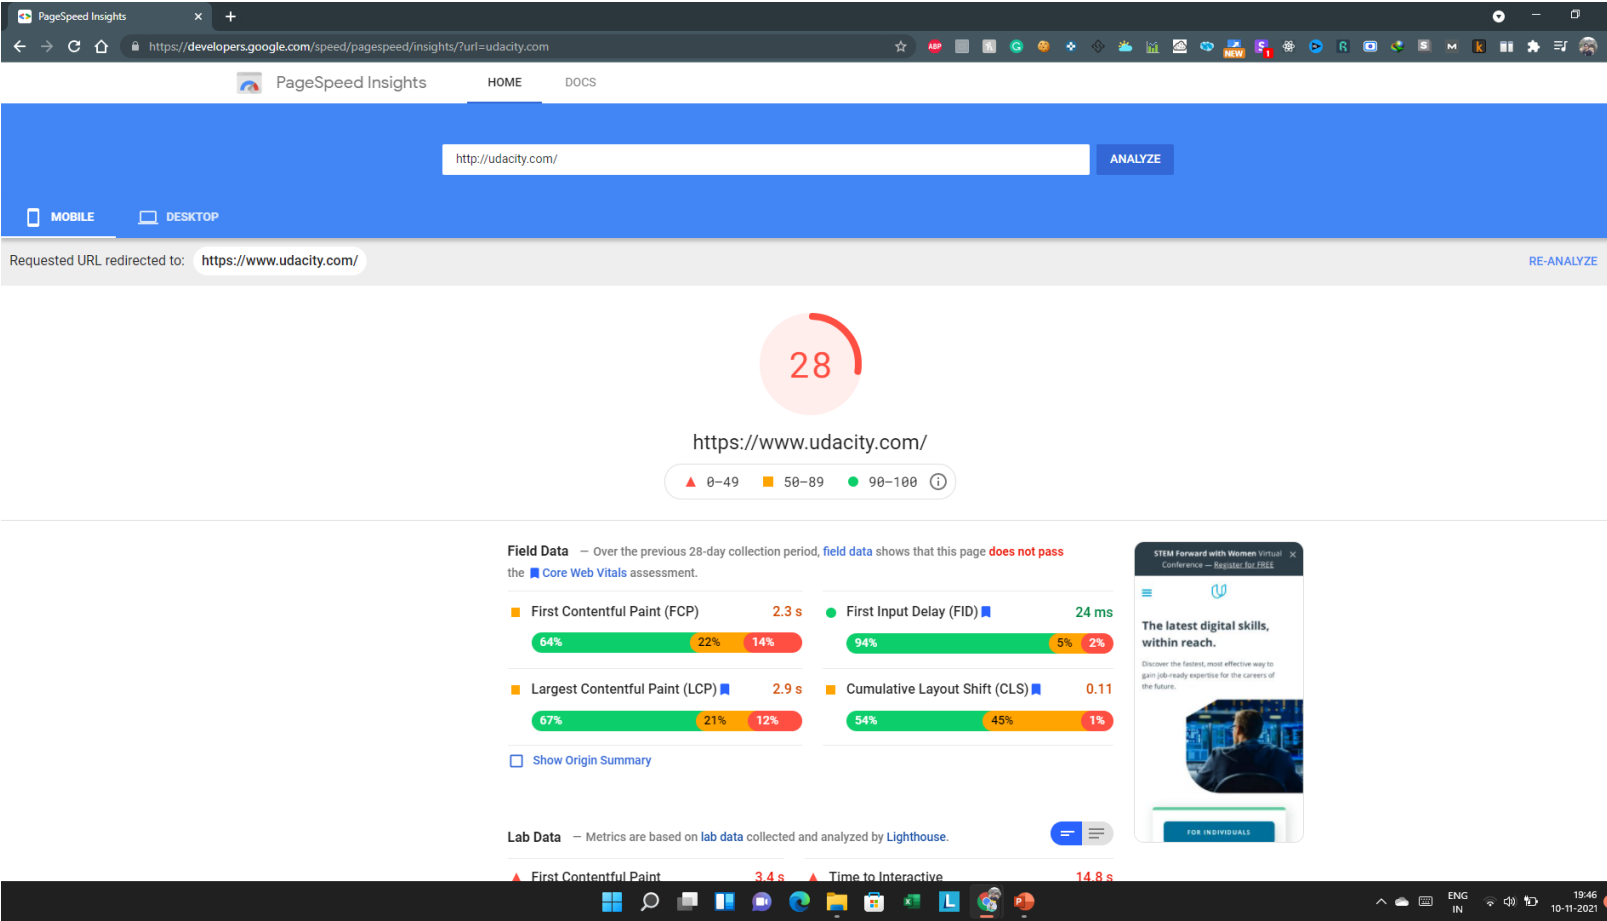 PageSpeed Insights
https://developers.google.com/speed/pagespeed/insights/?url=udacity.com
ABP
NEW
1
PageSpeed Insights HOME DOCS
http://udacity.com/ ANALYZE
MOBILE DESKTOP
Requested URL redirected to: https://www.udacity.com/ RE-ANALYZE
28
https://www.udacity.com/
0–49 50–89 90–100
Field Data — Over the previous 28-day collection period, field data shows that this page does not pass
the Core Web Vitals assessment.
First Contentful Paint (FCP) 2.3 s
64% 22% 14%
First Input Delay (FID) 24 ms
94% 5% 2%
Largest Contentful Paint (LCP) 2.9 s
67% 21% 12%
Cumulative Layout Shift (CLS) 0.11
54% 45% 1%
Show Origin Summary
STEM Forward with Women Virtual
Conference — Register for FREE
The latest digital skills,
within reach.
Discover the fastest, most effective way to
gain job-ready expertise for the careers of
the future.
FOR INDIVIDUALS
Lab Data — Metrics are based on lab data collected and analyzed by Lighthouse.
First Contentful Paint 3.4 s
Time to Interactive 14.8 s
ENG
IN
19:46
10-11-2021